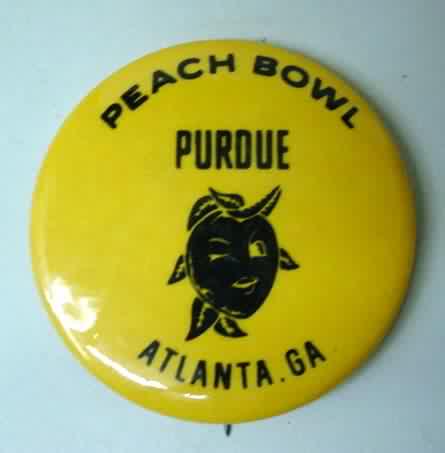 PEACH BOWL
PURDUE
ATLANTA. GA